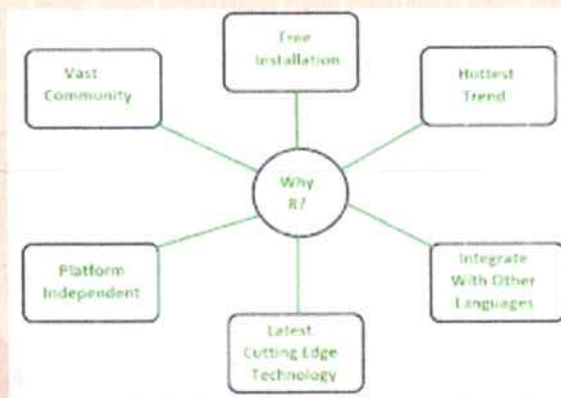 Free
Installation
Vast
Community
Hottest
Trend
Why
R?
Platform
Independent
Integrate
With Other
Languages
Latest
Cutting Edge
Technology